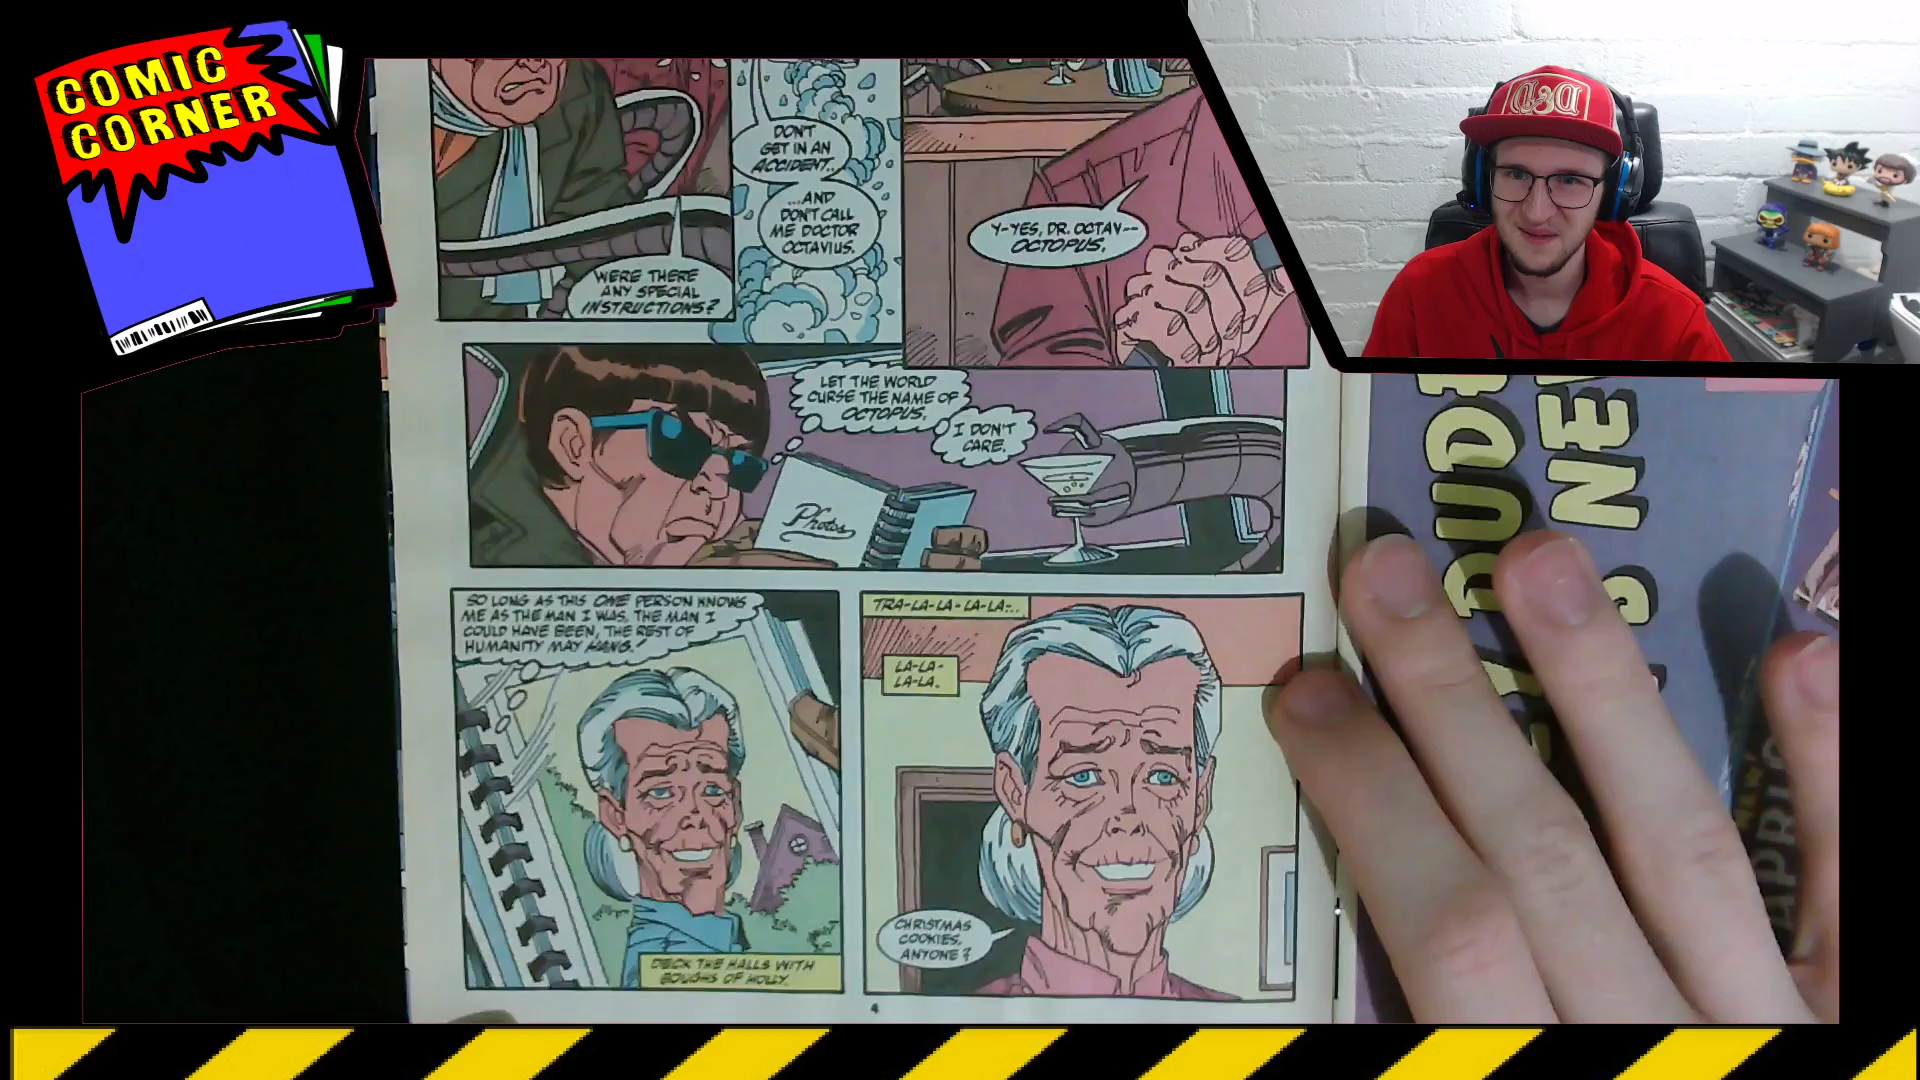 COMIC
CORNER
D&D
WERE THERE
ANY SPECIAL
INSTRUCTIONS?
DON'T
GET IN AN
ACCIDENT...
...AND
DON'T CALL
ME DOCTOR
OCTAVIUS.
Y-YES, DR. OCTAV--
OCTOPUS.
LET THE WORLD
CURSE THE NAME OF
OCTOPUS.
I DON'T
CARE.
Photos
SO LONG AS THIS ONE PERSON KNOWS
ME AS THE MAN I WAS, THE MAN I
COULD HAVE BEEN, THE REST OF
HUMANITY MAY HANG.
DECK THE HALLS WITH
BOUGHS OF HOLLY.
TRA-LA-LA-LA-LA-...
LA-LA-
LA-LA.
CHRISTMAS
COOKIES,
ANYONE?
4